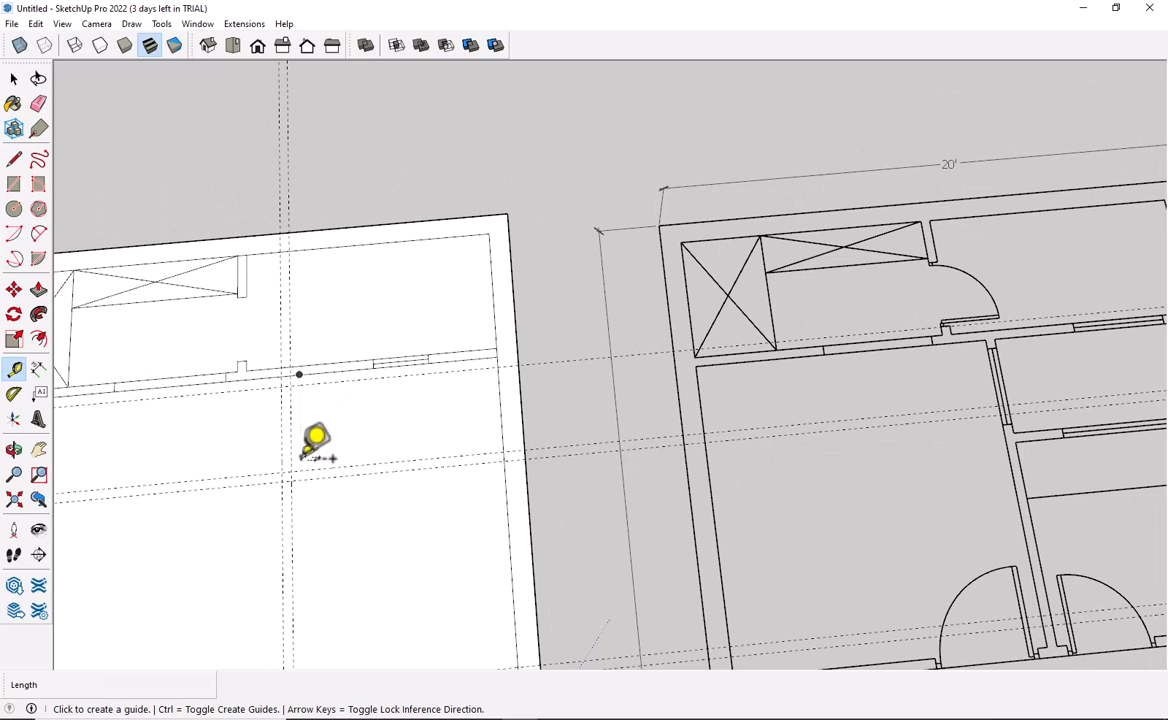 Untitled - SketchUp Pro 2022 (3 days left in TRIAL)
File Edit View Camera Draw Tools Window Extensions Help
20'
A1
Length
Click to create a guide. | Ctrl = Toggle Create Guides. | Arrow Keys = Toggle Lock Inference Direction.